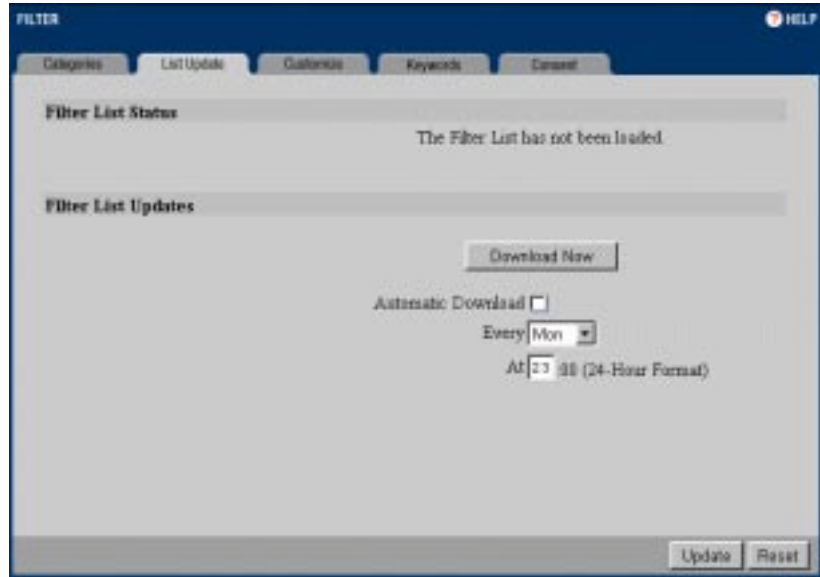 FILTER
HELP
Categories List Update Customize Keywords Consent
Filter List Status
The Filter List has not been loaded
Filter List Updates
Download Now
Automatic Download
Every Mon
At 23 :00 (24-Hour Format)
Update Reset